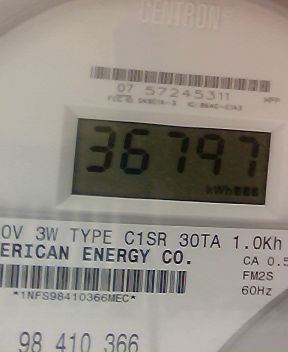 CENTRON
07 57245311
36797
kWh
0V 3W TYPE C1SR 30TA 1.0Kh
ERICAN ENERGY CO.
CA 0.5
FM2S
*1NFS98410366MEC*
60Hz
98 410 366